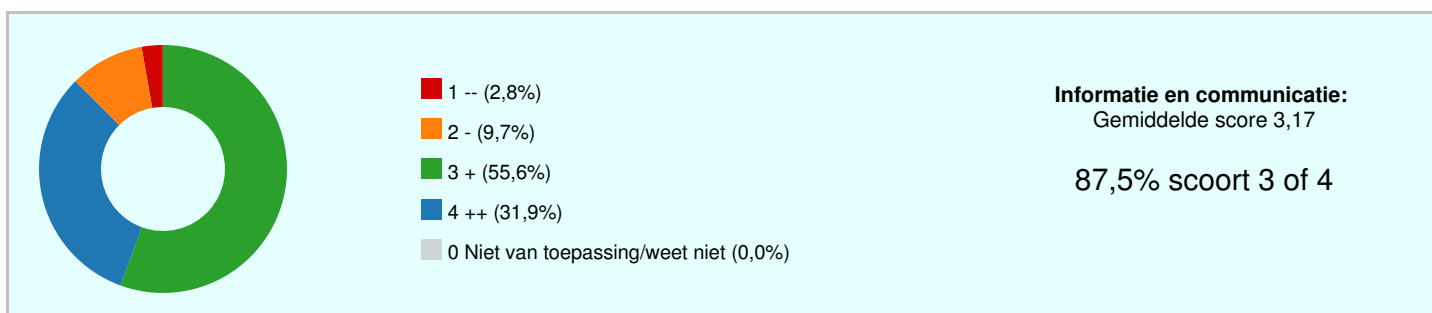 1 -- (2,8%)
2 - (9,7%)
3 + (55,6%)
4 ++ (31,9%)
0 Niet van toepassing/weet niet (0,0%)
Informatie en communicatie:
Gemiddelde score 3,17
87,5% scoort 3 of 4